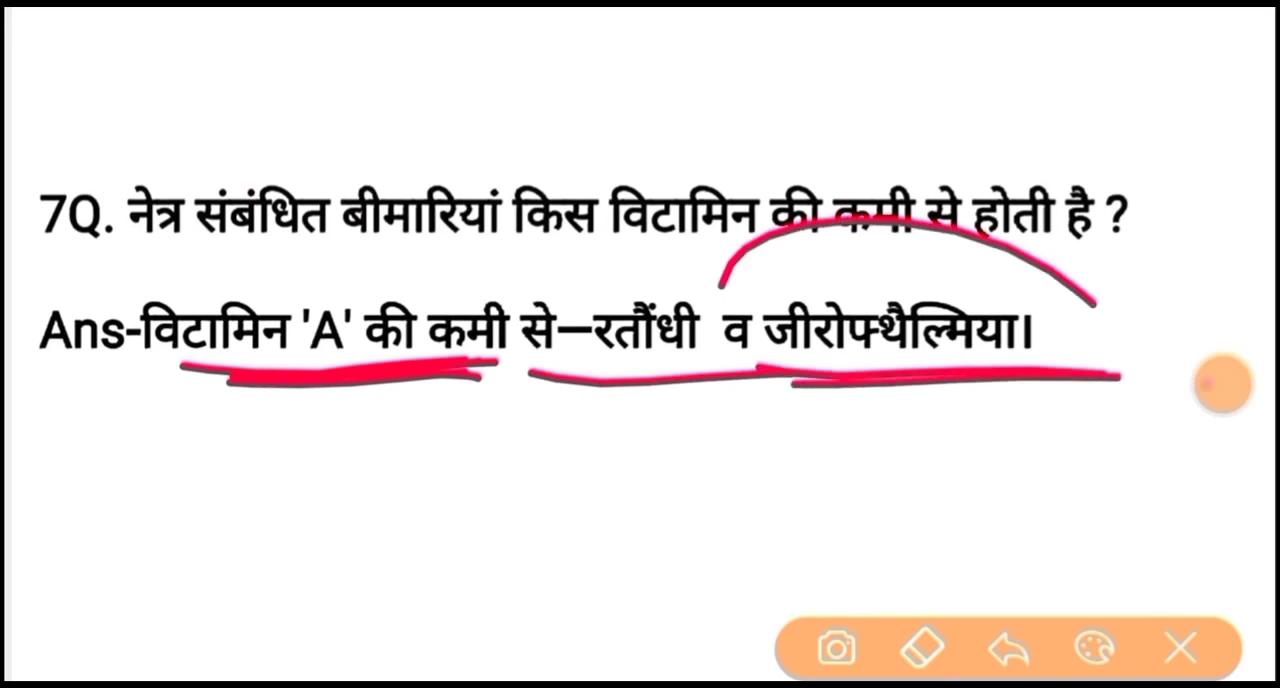 7Q. नेत्र संबंधित बीमारियां किस विटामिन की कमी से होती है ?
Ans-विटामिन 'A' की कमी से—रतौंधी व जीरोफ्थैल्मिया।